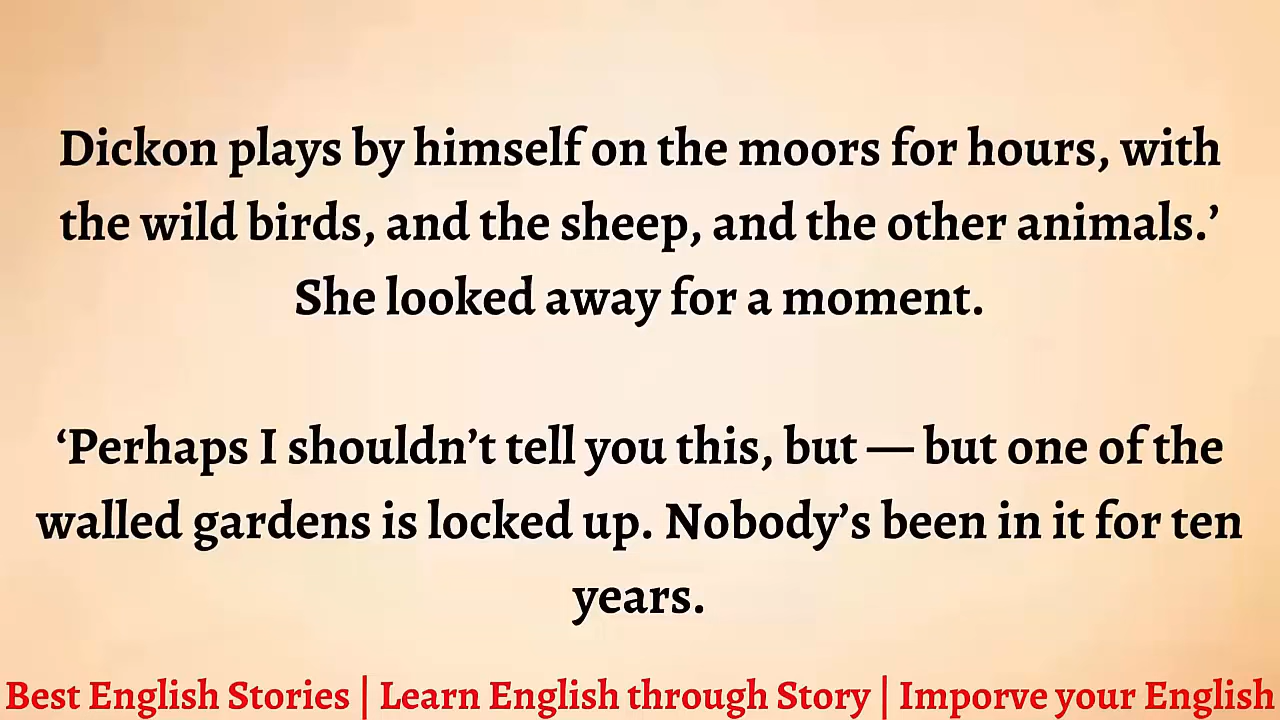 Dickon plays by himself on the moors for hours, with
the wild birds, and the sheep, and the other animals.’
She looked away for a moment.
‘Perhaps I shouldn’t tell you this, but — but one of the
walled gardens is locked up. Nobody’s been in it for ten
years.
Best English Stories | Learn English through Story | Imporve your English